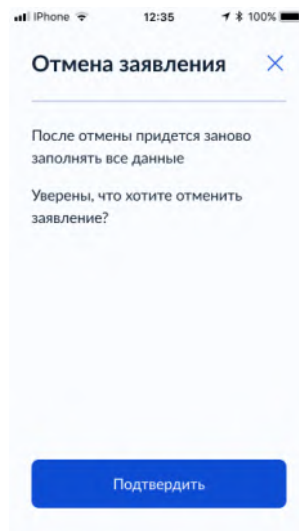 iPhone 12:35 100%
Отмена заявления
После отмены придется заново
заполнять все данные
Уверены, что хотите отменить
заявление?
Подтвердить